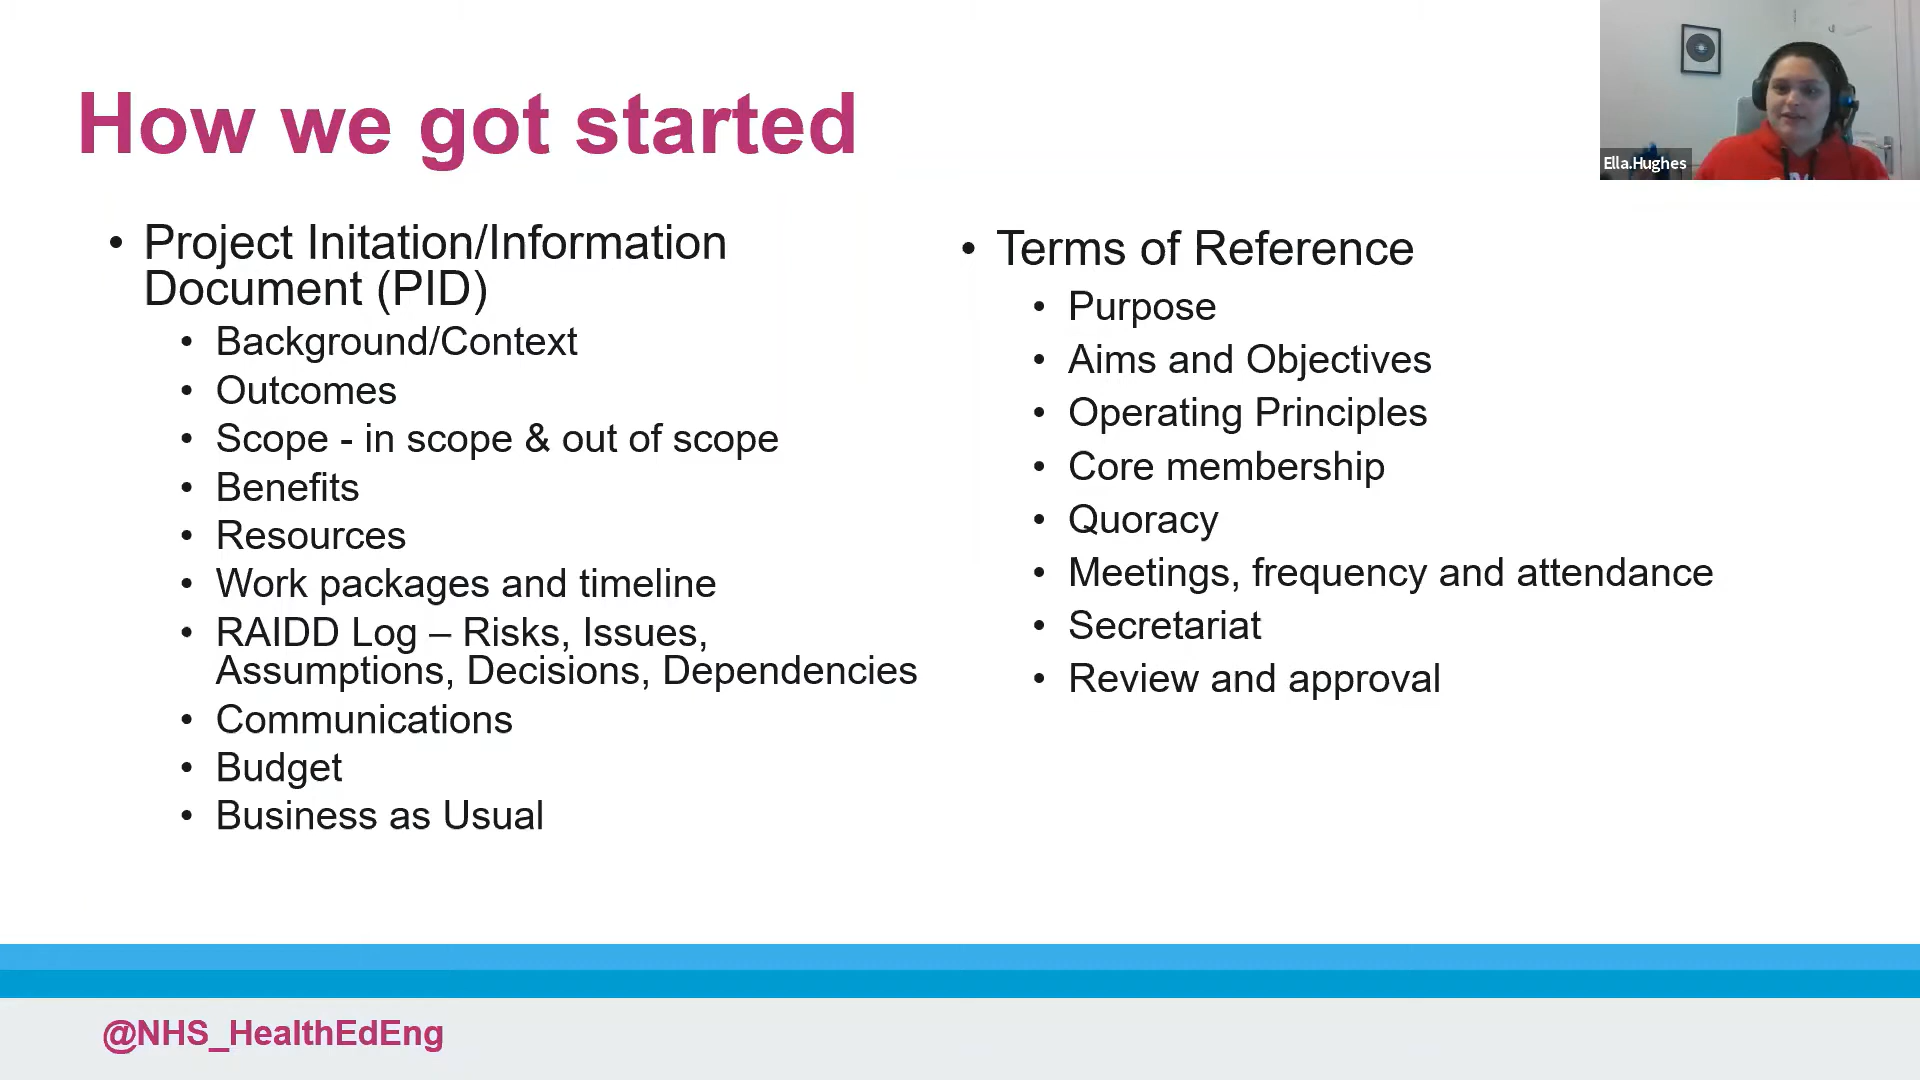 How we got started
Ella.Hughes
• Project Initation/Information
Document (PID)
• Background/Context
• Outcomes
• Scope - in scope & out of scope
• Benefits
• Resources
• Work packages and timeline
• RAIDD Log – Risks, Issues,
Assumptions, Decisions, Dependencies
• Communications
• Budget
• Business as Usual
• Terms of Reference
• Purpose
• Aims and Objectives
• Operating Principles
• Core membership
• Quoracy
• Meetings, frequency and attendance
• Secretariat
• Review and approval
@NHS_HealthEdEng